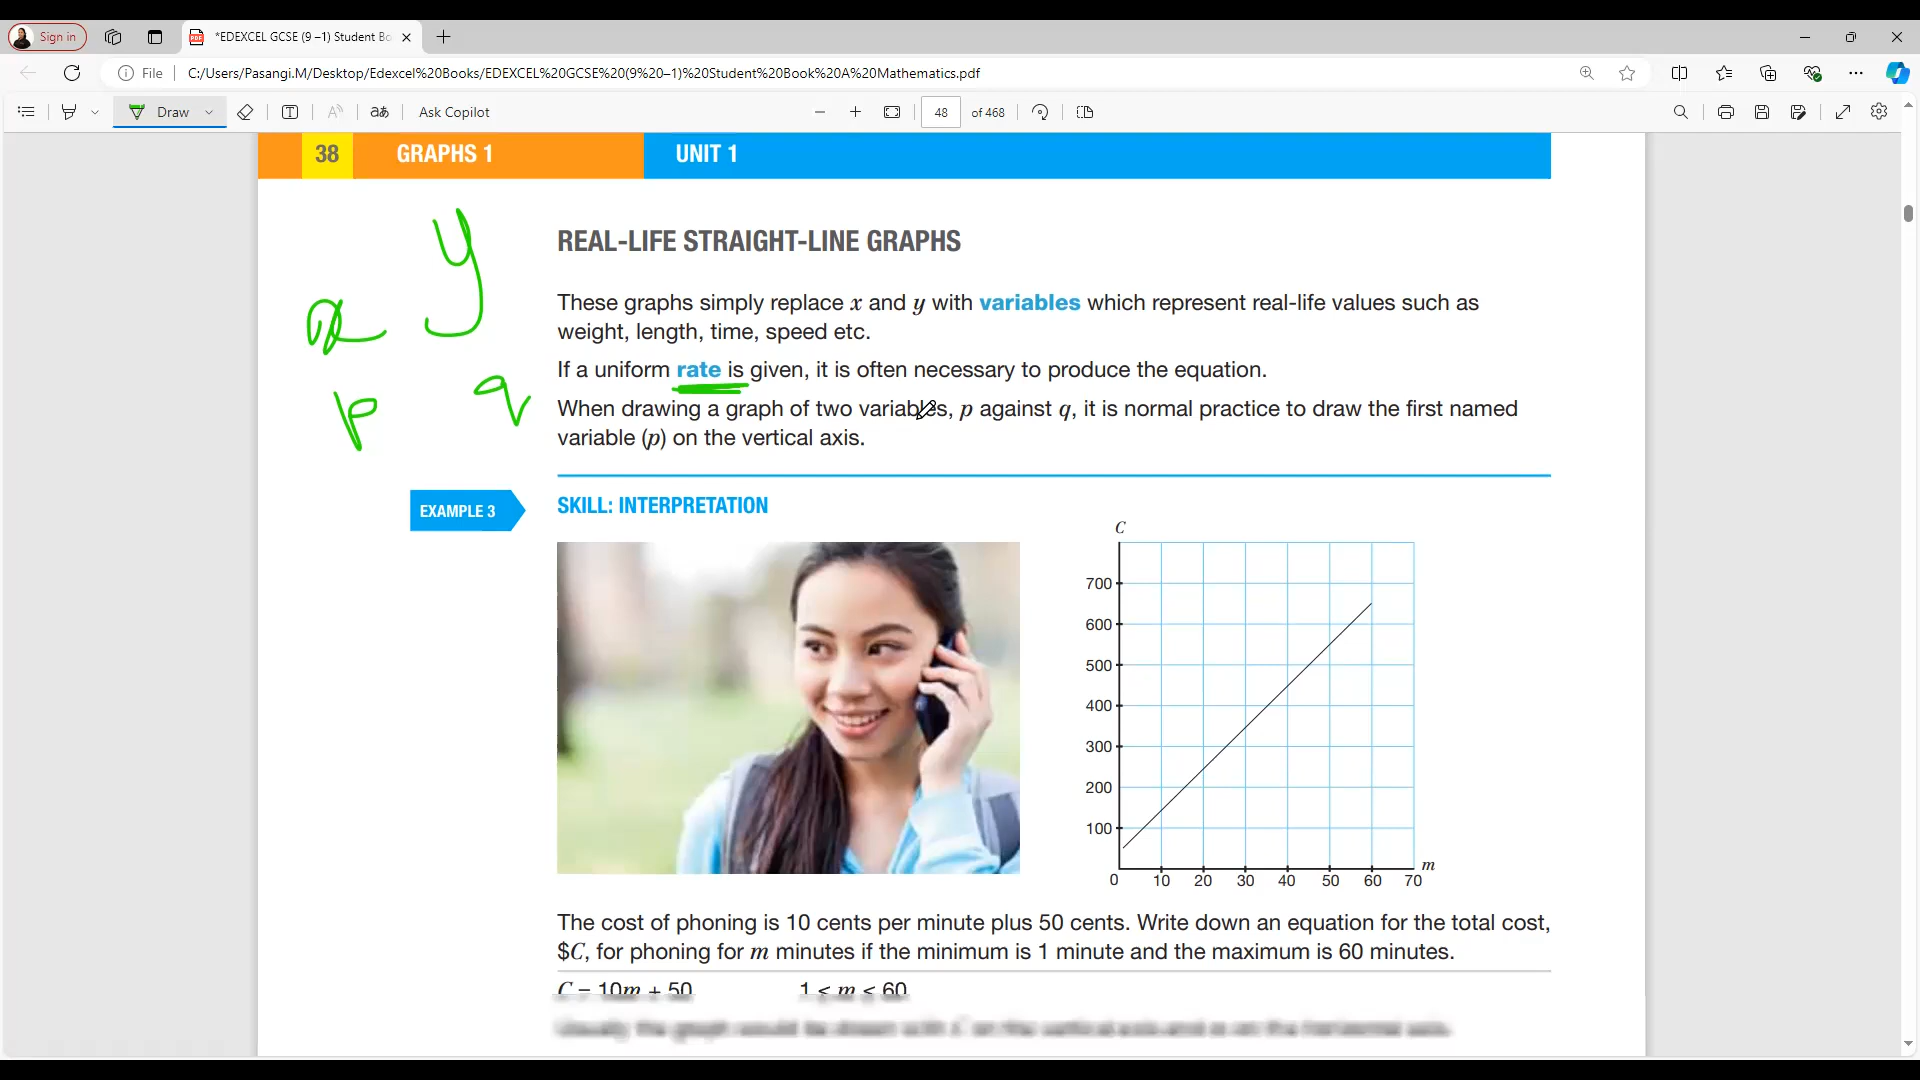 Sign in
*EDEXCEL GCSE (9 –1) Student Bo
File
C:/Users/Pasangi.M/Desktop/Edexcel%20Books/EDEXCEL%20GCSE%20(9%20–1)%20Student%20Book%20A%20Mathematics.pdf
Draw
Ask Copilot
48 of 468
38 GRAPHS 1 UNIT 1
x y
p q
REAL-LIFE STRAIGHT-LINE GRAPHS
These graphs simply replace x and y with variables which represent real-life values such as
weight, length, time, speed etc.
If a uniform rate is given, it is often necessary to produce the equation.
When drawing a graph of two variables, p against q, it is normal practice to draw the first named
variable (p) on the vertical axis.
EXAMPLE 3
SKILL: INTERPRETATION
C
700
600
500
400
300
200
100
m
0 10 20 30 40 50 60 70
The cost of phoning is 10 cents per minute plus 50 cents. Write down an equation for the total cost,
$C, for phoning for m minutes if the minimum is 1 minute and the maximum is 60 minutes.
C = 10m + 50 1 ≤ m ≤ 60